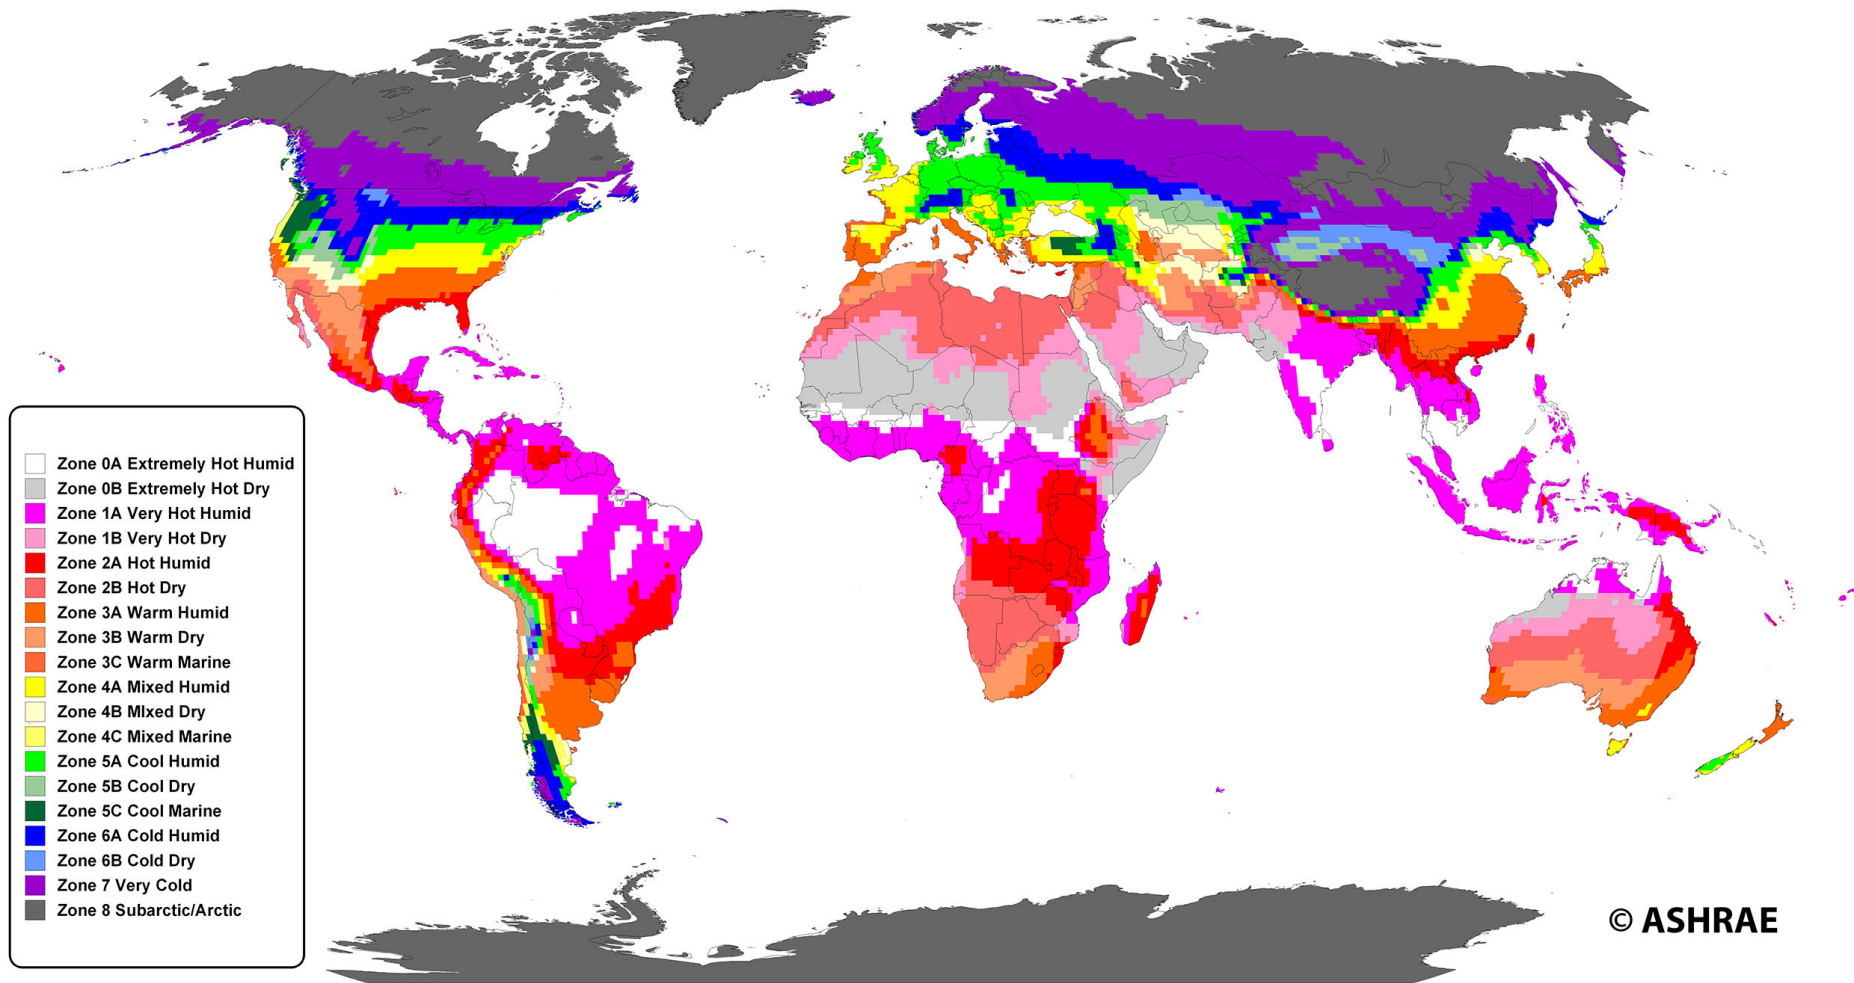 Zone 0A Extremely Hot Humid
Zone 0B Extremely Hot Dry
Zone 1A Very Hot Humid
Zone 1B Very Hot Dry
Zone 2A Hot Humid
Zone 2B Hot Dry
Zone 3A Warm Humid
Zone 3B Warm Dry
Zone 3C Warm Marine
Zone 4A Mixed Humid
Zone 4B MIxed Dry
Zone 4C Mixed Marine
Zone 5A Cool Humid
Zone 5B Cool Dry
Zone 5C Cool Marine
Zone 6A Cold Humid
Zone 6B Cold Dry
Zone 7 Very Cold
Zone 8 Subarctic/Arctic
© ASHRAE